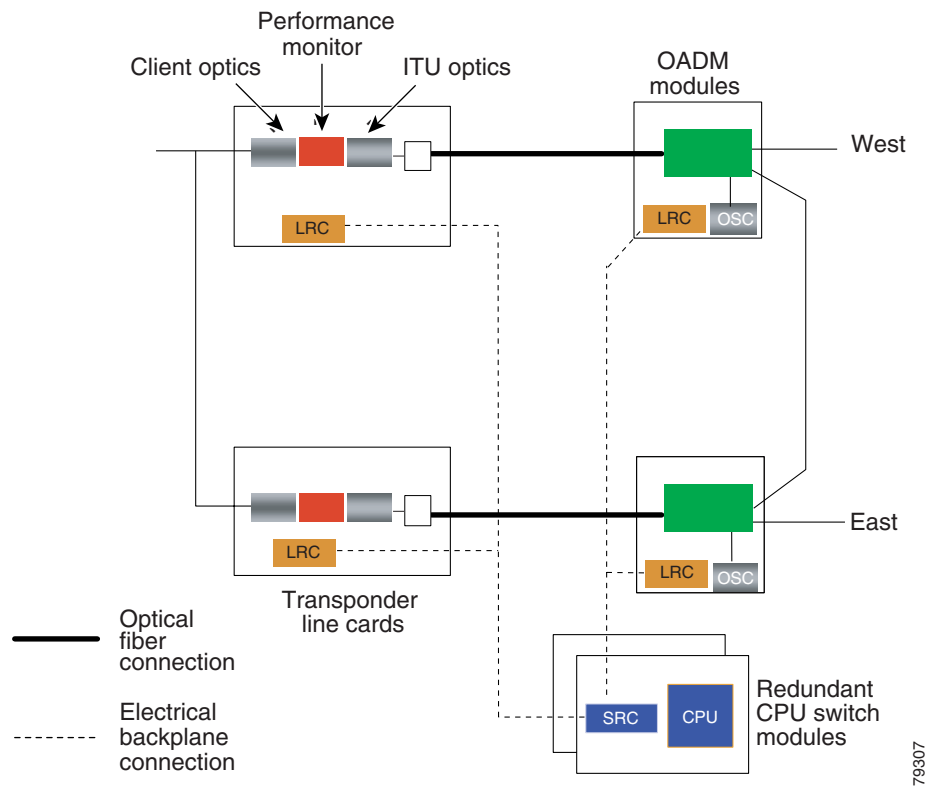 Performance
monitor
Client optics
ITU optics
OADM
modules
West
LRC
LRC
OSC
East
LRC
LRC
OSC
Transponder
line cards
Optical
fiber
connection
Electrical
backplane
connection
SRC
CPU
Redundant
CPU switch
modules
79307